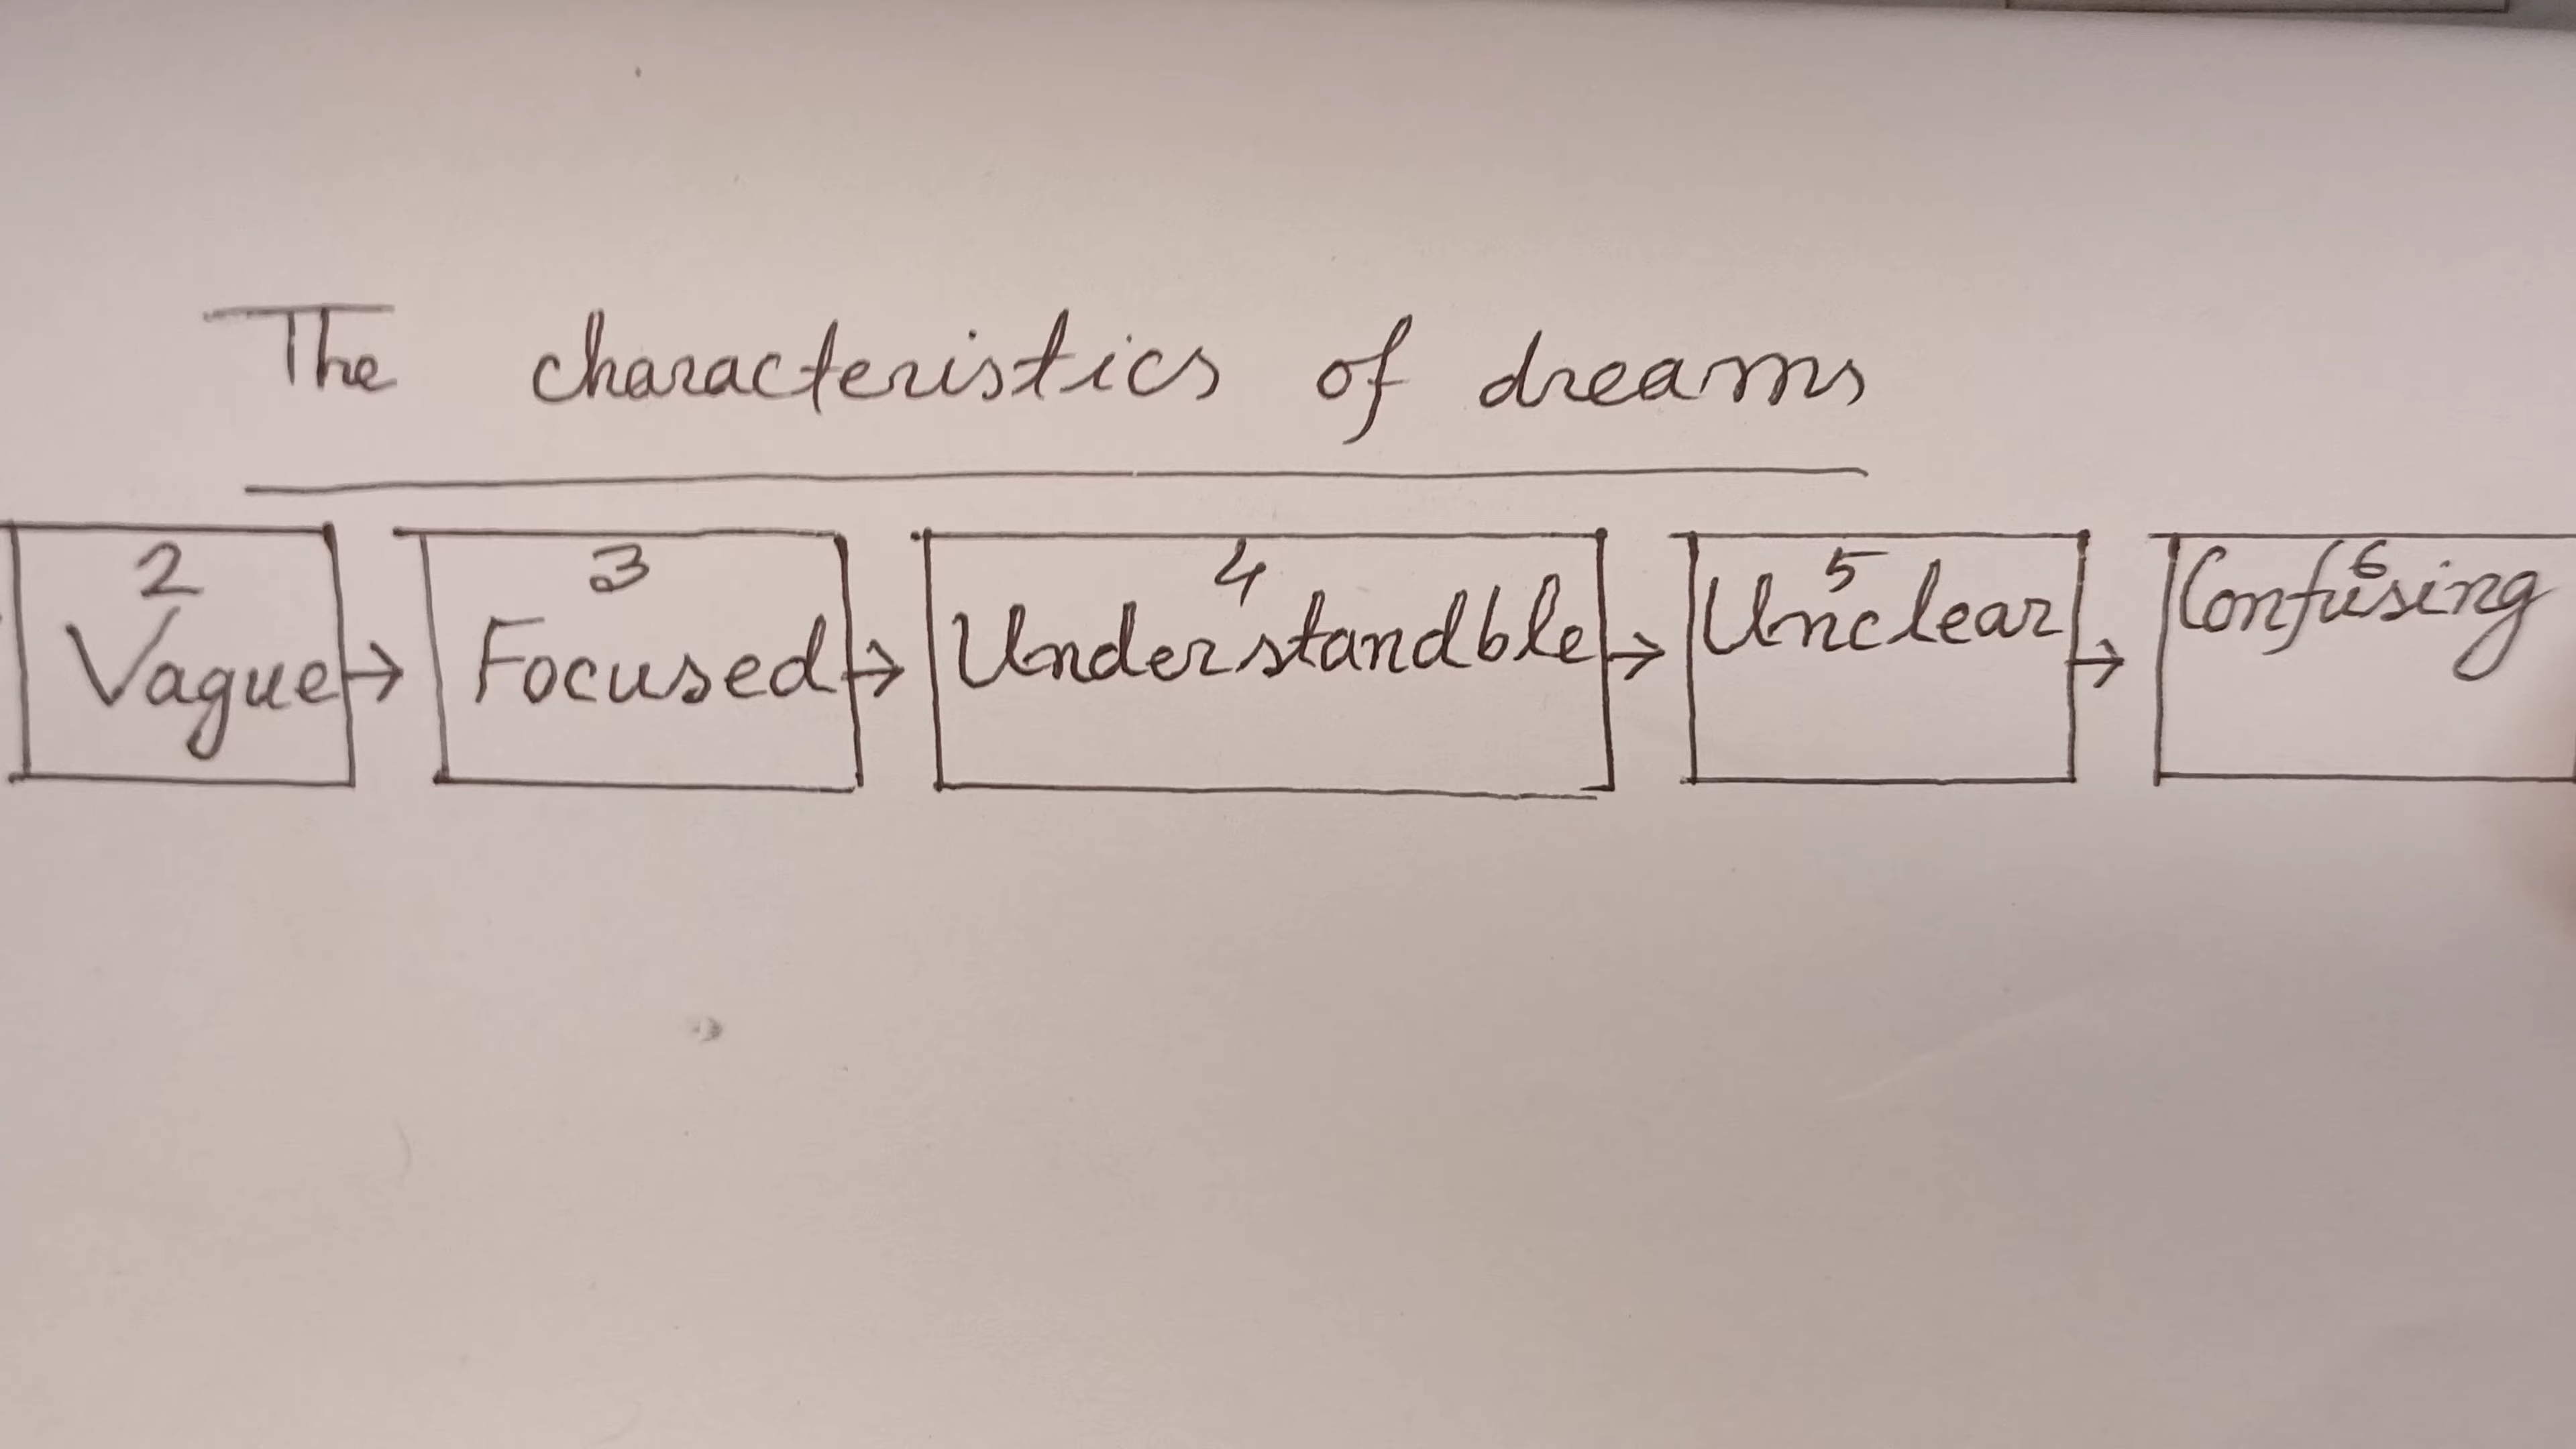 The characteristics of dreams
2 3 4 5 6
Vague → Focused → Understandble → Unclear → Confusing